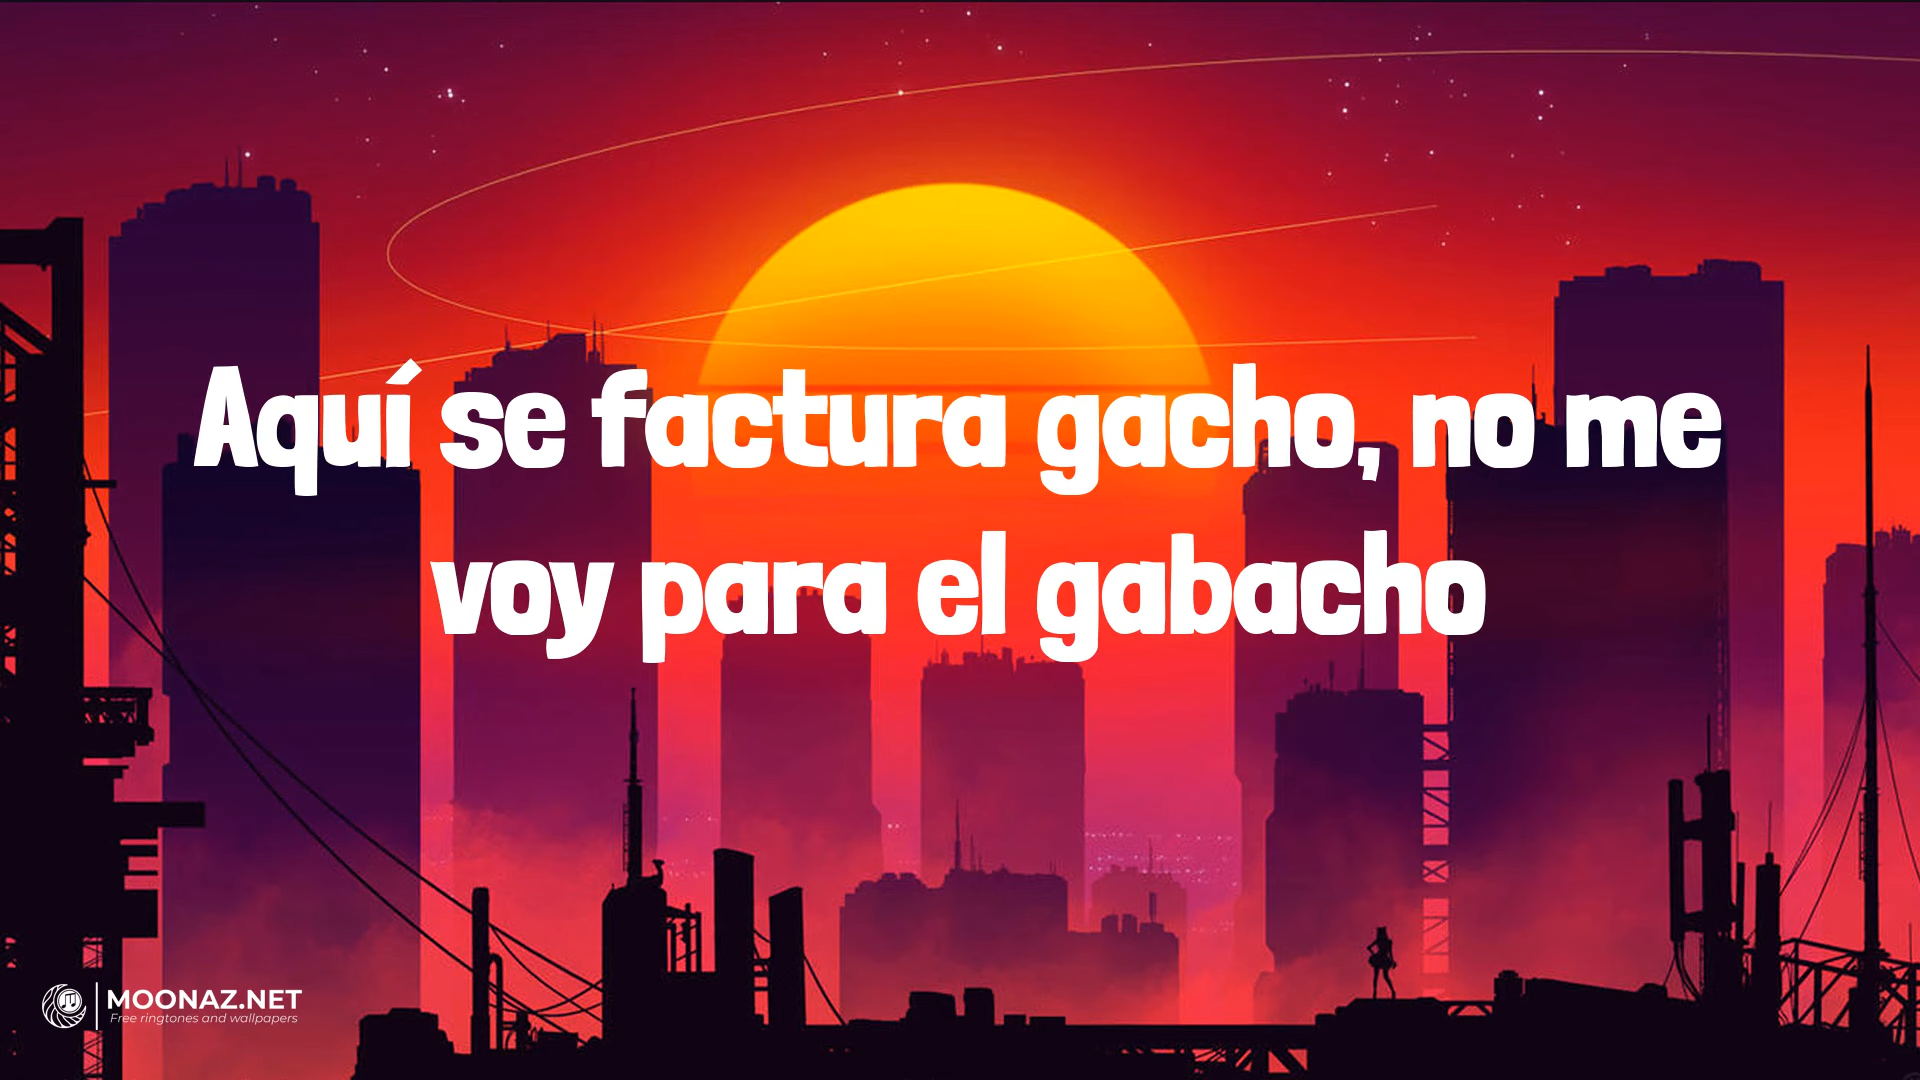 Aquí se factura gacho, no me
voy para el gabacho
MOONAZ.NET
Free ringtones and wallpapers